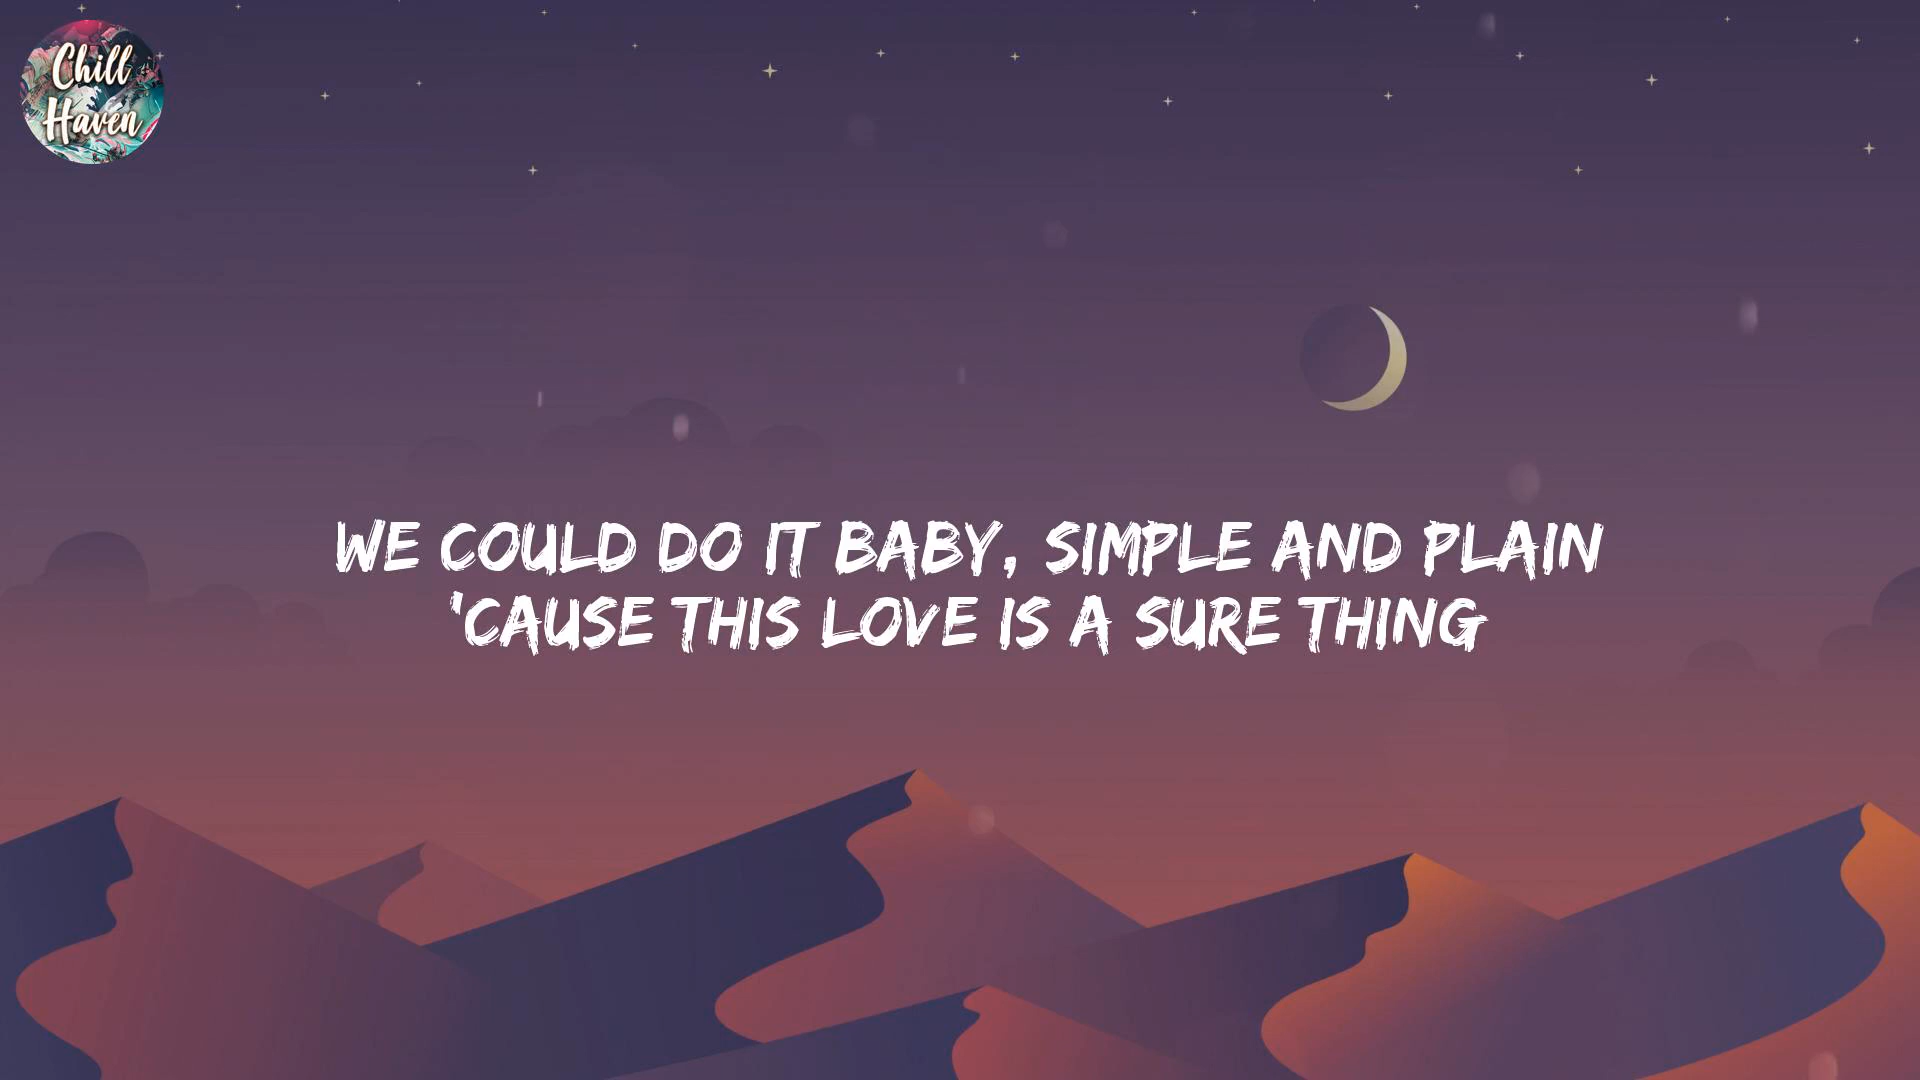 Chill
Haven
WE COULD DO IT BABY, SIMPLE AND PLAIN
'CAUSE THIS LOVE IS A SURE THING